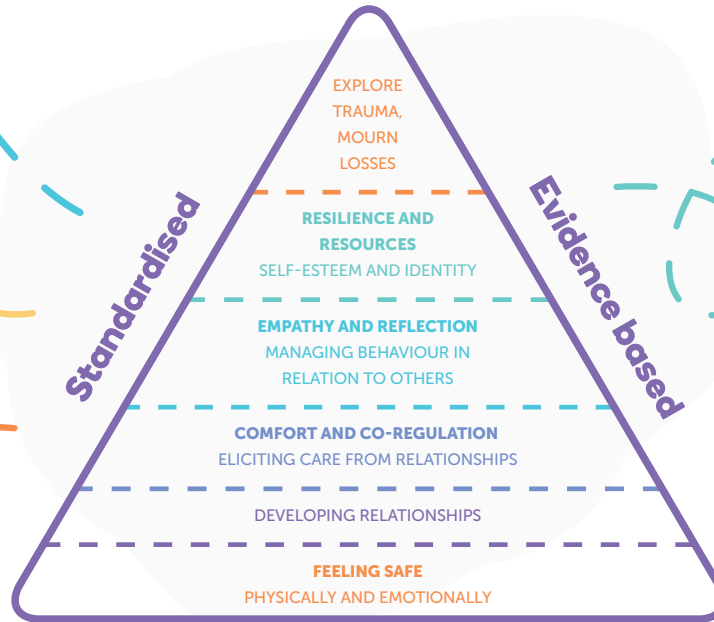 EXPLORE
TRAUMA,
MOURN
LOSSES
Standardised
Evidence based
RESILIENCE AND
RESOURCES
SELF-ESTEEM AND IDENTITY
EMPATHY AND REFLECTION
MANAGING BEHAVIOUR IN
RELATION TO OTHERS
COMFORT AND CO-REGULATION
ELICITING CARE FROM RELATIONSHIPS
DEVELOPING RELATIONSHIPS
FEELING SAFE
PHYSICALLY AND EMOTIONALLY